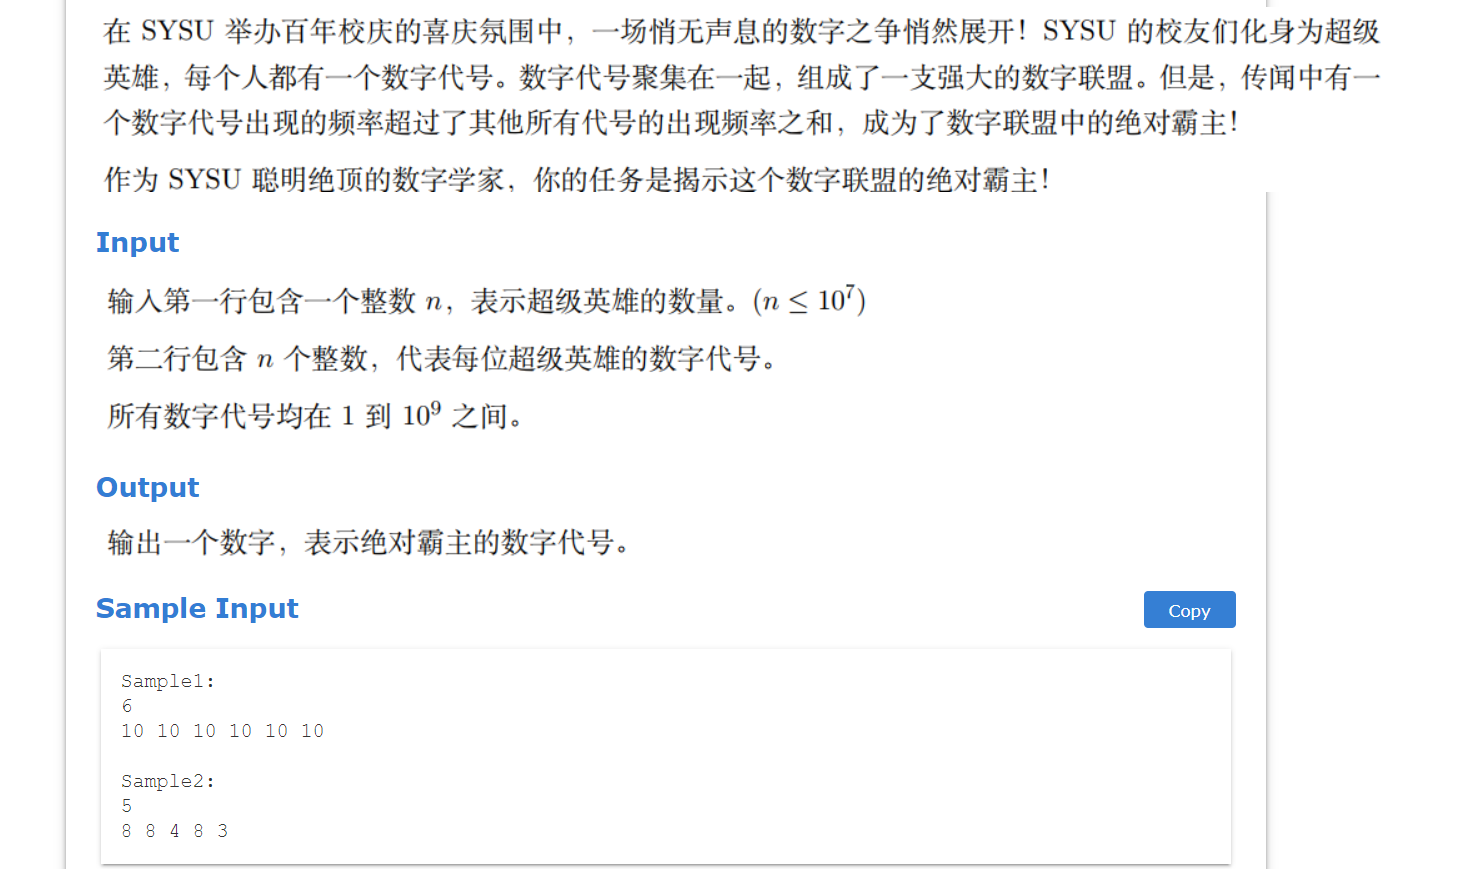 在 SYSU 举办百年校庆的喜庆氛围中，一场悄无声息的数字之争悄然展开！SYSU 的校友们化身为超级
英雄，每个人都有一个数字代号。数字代号聚集在一起，组成了一支强大的数字联盟。但是，传闻中有一
个数字代号出现的频率超过了其他所有代号的出现频率之和，成为了数字联盟中的绝对霸主！
作为 SYSU 聪明绝顶的数字学家，你的任务是揭示这个数字联盟的绝对霸主！
Input
输入第一行包含一个整数 n，表示超级英雄的数量。(n ≤ 10⁷)
第二行包含 n 个整数，代表每位超级英雄的数字代号。
所有数字代号均在 1 到 10⁹ 之间。
Output
输出一个数字，表示绝对霸主的数字代号。
Sample Input
Copy
Sample1:
6
10 10 10 10 10 10
Sample2:
5
8 8 4 8 3